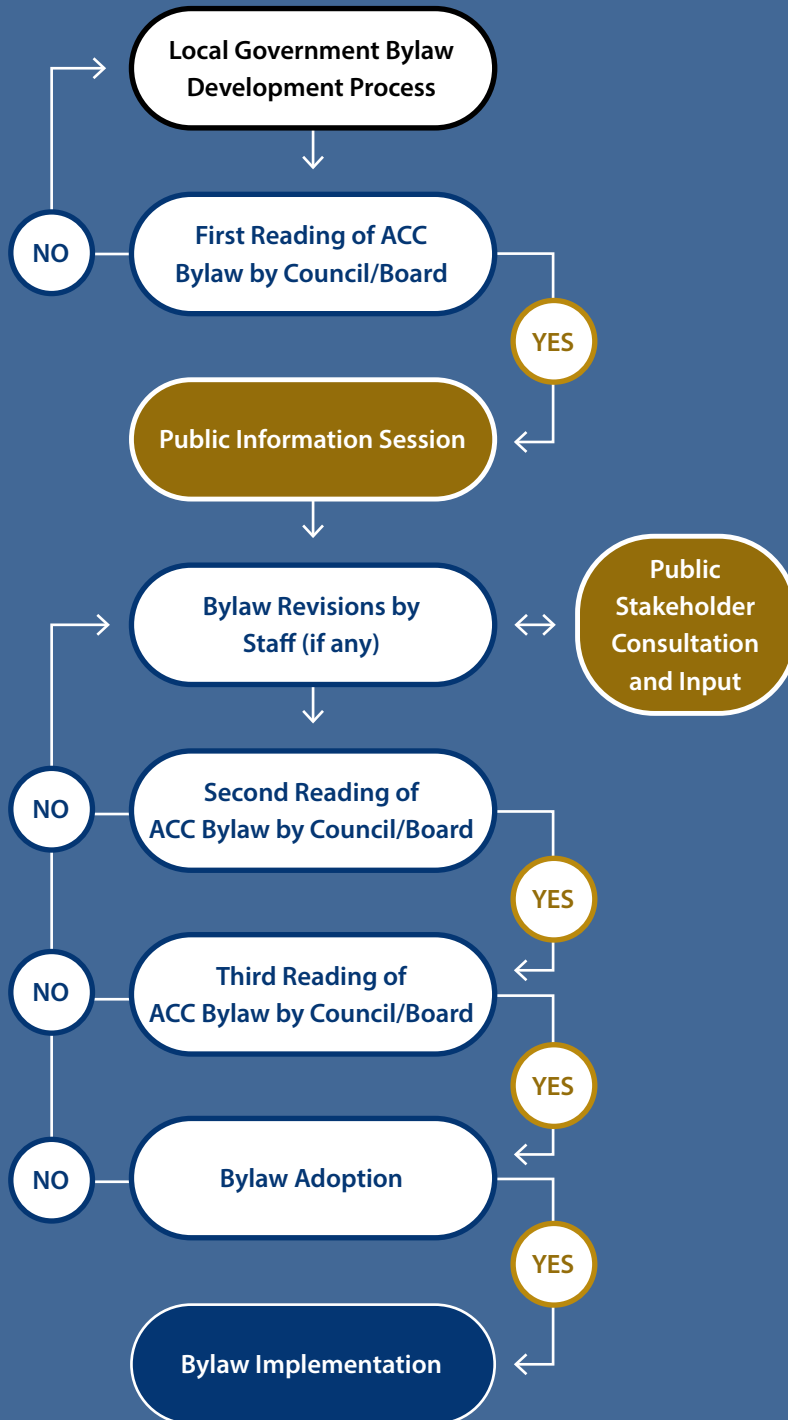 Local Government Bylaw
Development Process
NO
First Reading of ACC
Bylaw by Council/Board
YES
Public Information Session
Bylaw Revisions by
Staff (if any)
Public
Stakeholder
Consultation
and Input
NO
Second Reading of
ACC Bylaw by Council/Board
YES
NO
Third Reading of
ACC Bylaw by Council/Board
YES
NO
Bylaw Adoption
YES
Bylaw Implementation